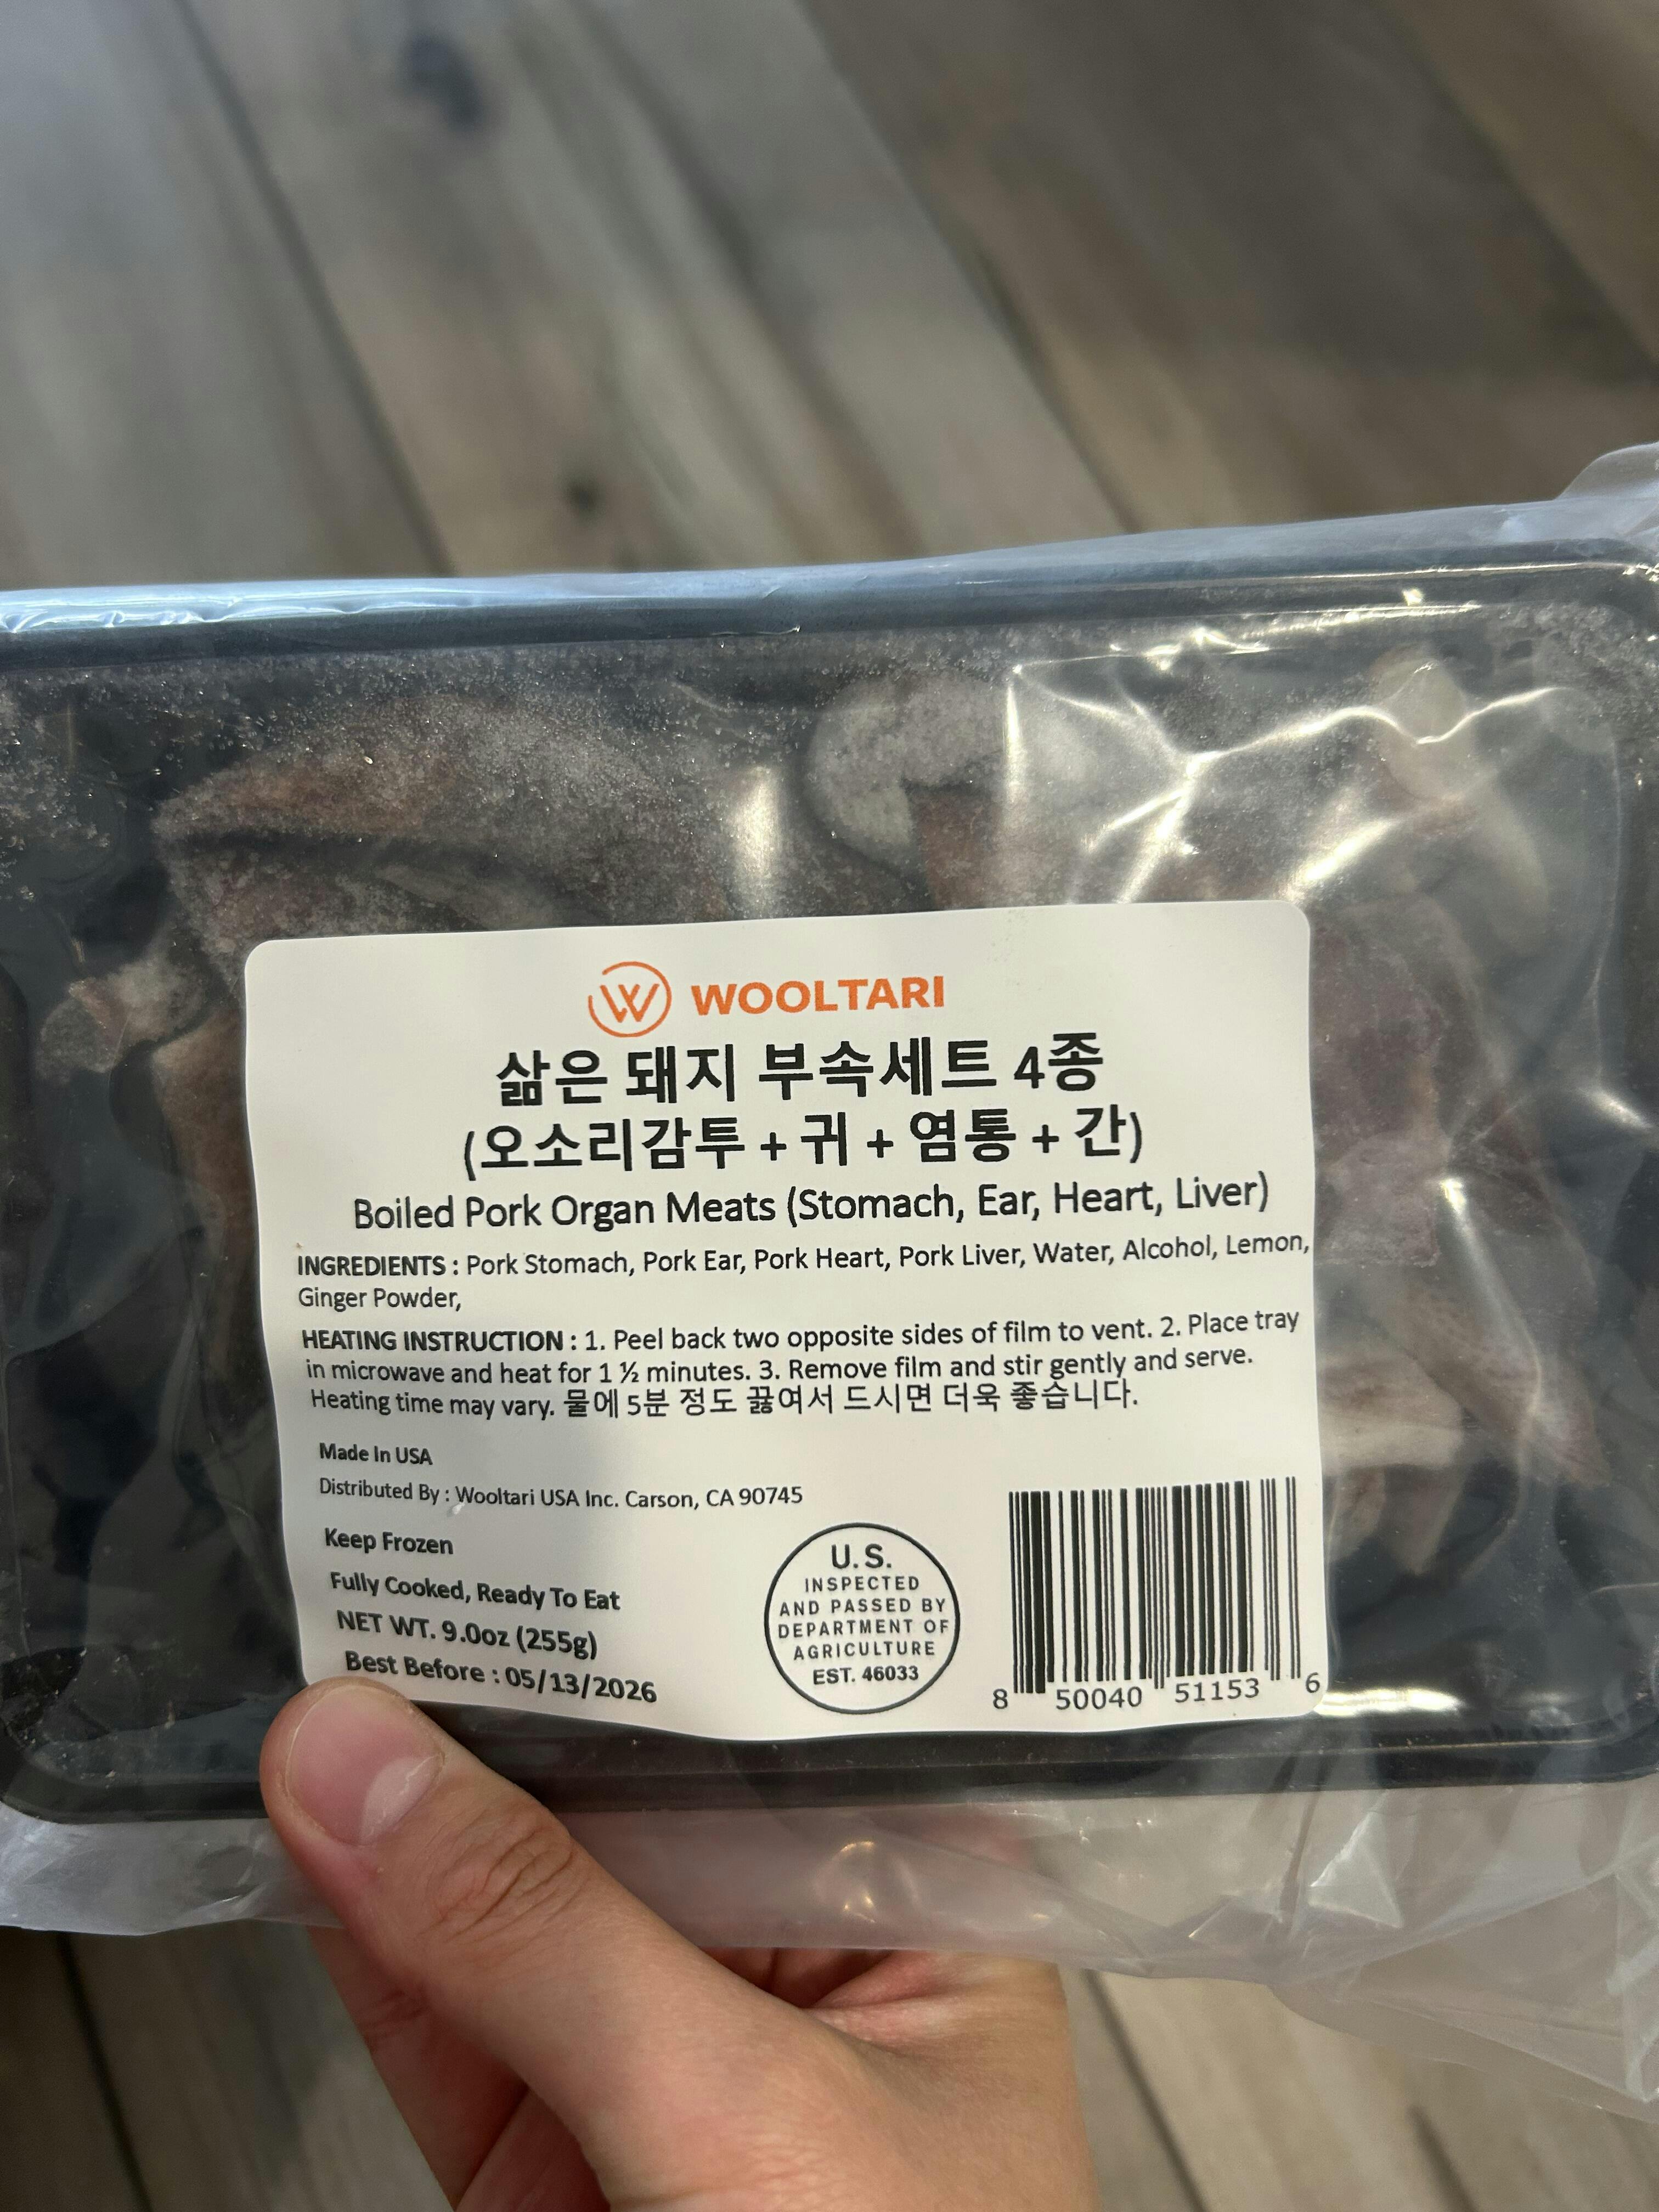 WOOLTARI
삶은 돼지 부속세트 4종
(오소리감투 + 귀 + 염통 + 간)
Boiled Pork Organ Meats (Stomach, Ear, Heart, Liver)
INGREDIENTS : Pork Stomach, Pork Ear, Pork Heart, Pork Liver, Water, Alcohol, Lemon,
Ginger Powder,
HEATING INSTRUCTION : 1. Peel back two opposite sides of film to vent. 2. Place tray
in microwave and heat for 1 ½ minutes. 3. Remove film and stir gently and serve.
Heating time may vary. 물에 5분 정도 끓여서 드시면 더욱 좋습니다.
Made In USA
Distributed By : Wooltari USA Inc. Carson, CA 90745
Keep Frozen
Fully Cooked, Ready To Eat
NET WT. 9.0oz (255g)
Best Before : 05/13/2026
U.S.
INSPECTED
AND PASSED BY
DEPARTMENT OF
AGRICULTURE
EST. 46033
8 50040 51153 6